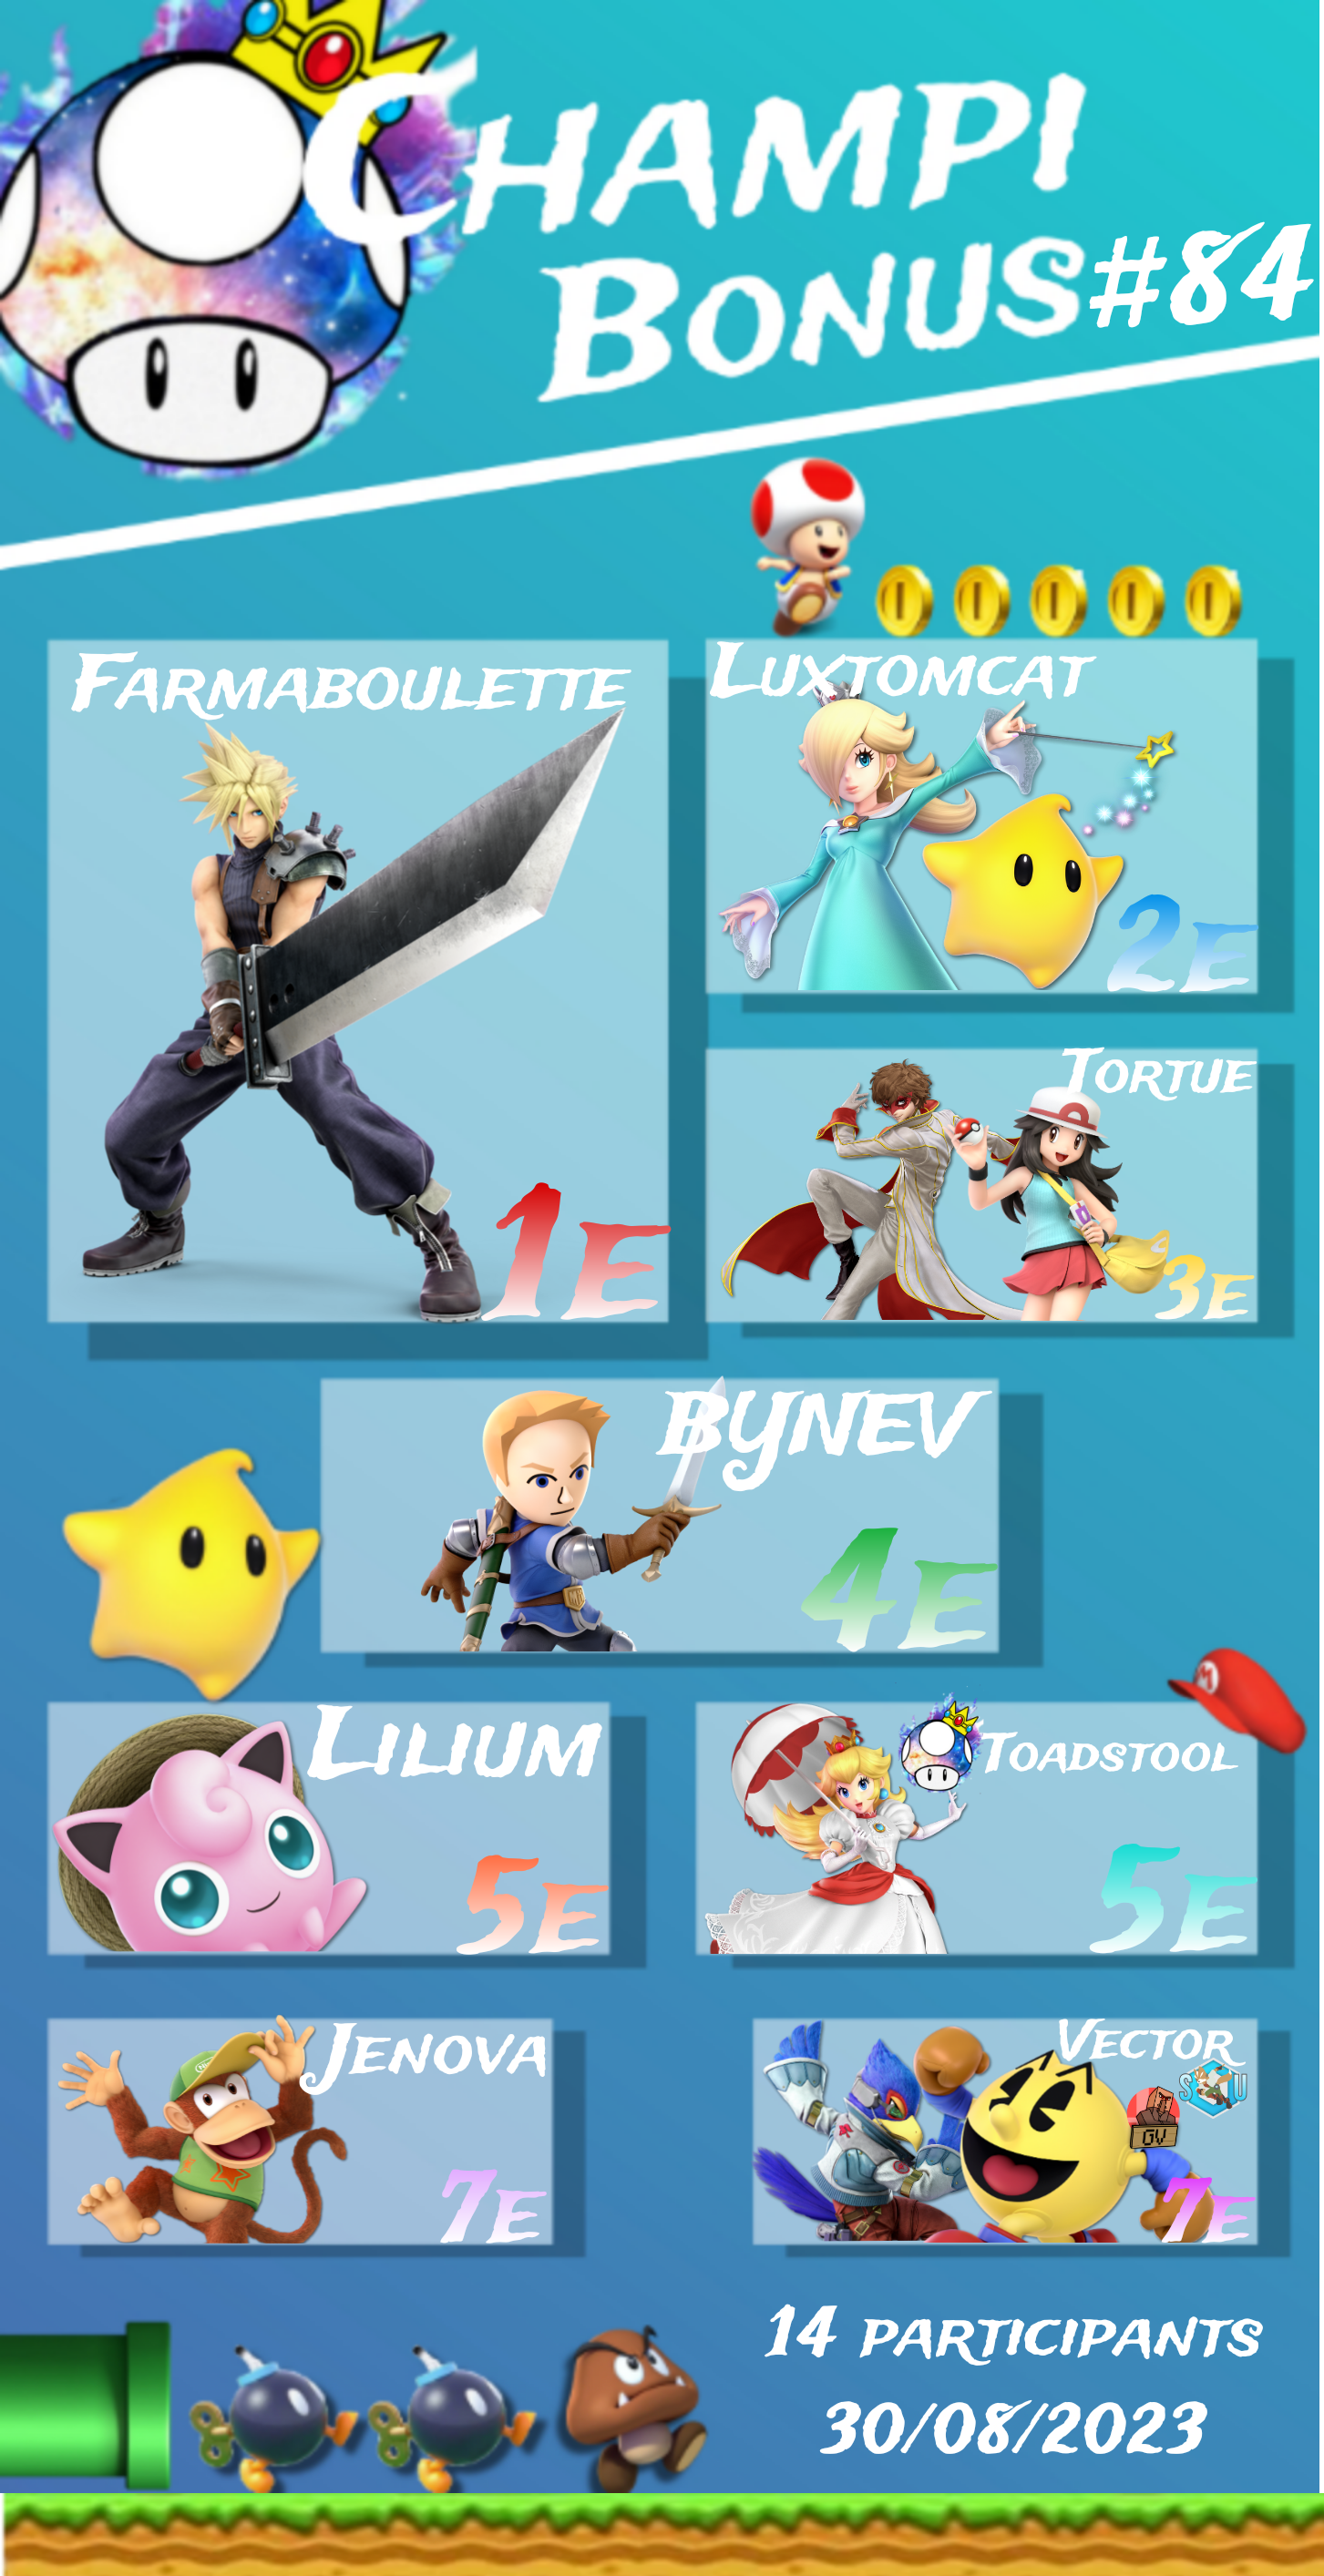 CHAMPI
BONUS #84
FARMABOULETTE
1E
LUXTOMCAT
2E
TORTUE
3E
BYNEV
4E
LILIUM
5E
TOADSTOOL
5E
JENOVA
7E
VECTOR
S U
GV
7E
14 PARTICIPANTS
30/08/2023